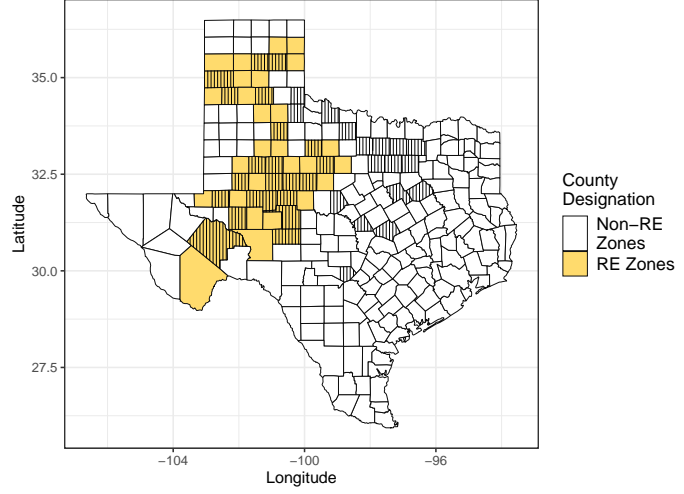 35.0
32.5
30.0
27.5
Latitude
−104
−100
−96
Longitude
County
Designation
Non−RE
Zones
RE Zones